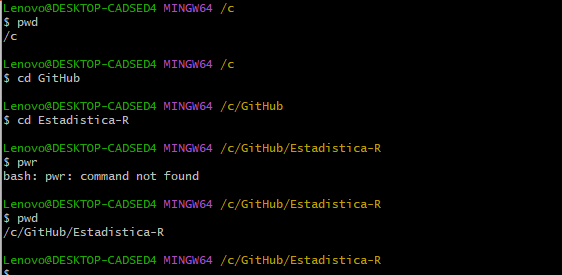 Lenovo@DESKTOP-CADSED4 MINGW64 /c
$ pwd
/c
Lenovo@DESKTOP-CADSED4 MINGW64 /c
$ cd GitHub
Lenovo@DESKTOP-CADSED4 MINGW64 /c/GitHub
$ cd Estadistica-R
Lenovo@DESKTOP-CADSED4 MINGW64 /c/GitHub/Estadistica-R
$ pwr
bash: pwr: command not found
Lenovo@DESKTOP-CADSED4 MINGW64 /c/GitHub/Estadistica-R
$ pwd
/c/GitHub/Estadistica-R
Lenovo@DESKTOP-CADSED4 MINGW64 /c/GitHub/Estadistica-R
$